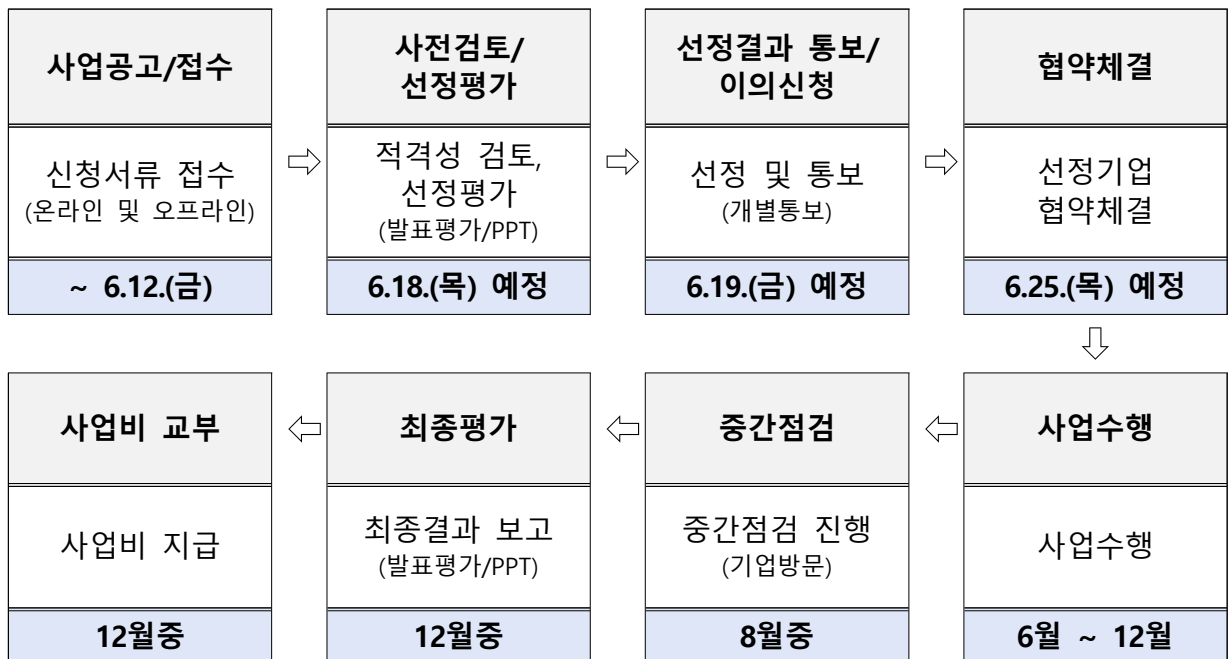 사업공고/접수
신청서류 접수
(온라인 및 오프라인)
~ 6.12.(금)
사전검토/
선정평가
적격성 검토,
선정평가
(발표평가/PPT)
6.18.(목) 예정
선정결과 통보/
이의신청
선정 및 통보
(개별통보)
6.19.(금) 예정
협약체결
선정기업
협약체결
6.25.(목) 예정
사업수행
사업수행
6월 ~ 12월
중간점검
중간점검 진행
(기업방문)
8월중
최종평가
최종결과 보고
(발표평가/PPT)
12월중
사업비 교부
사업비 지급
12월중